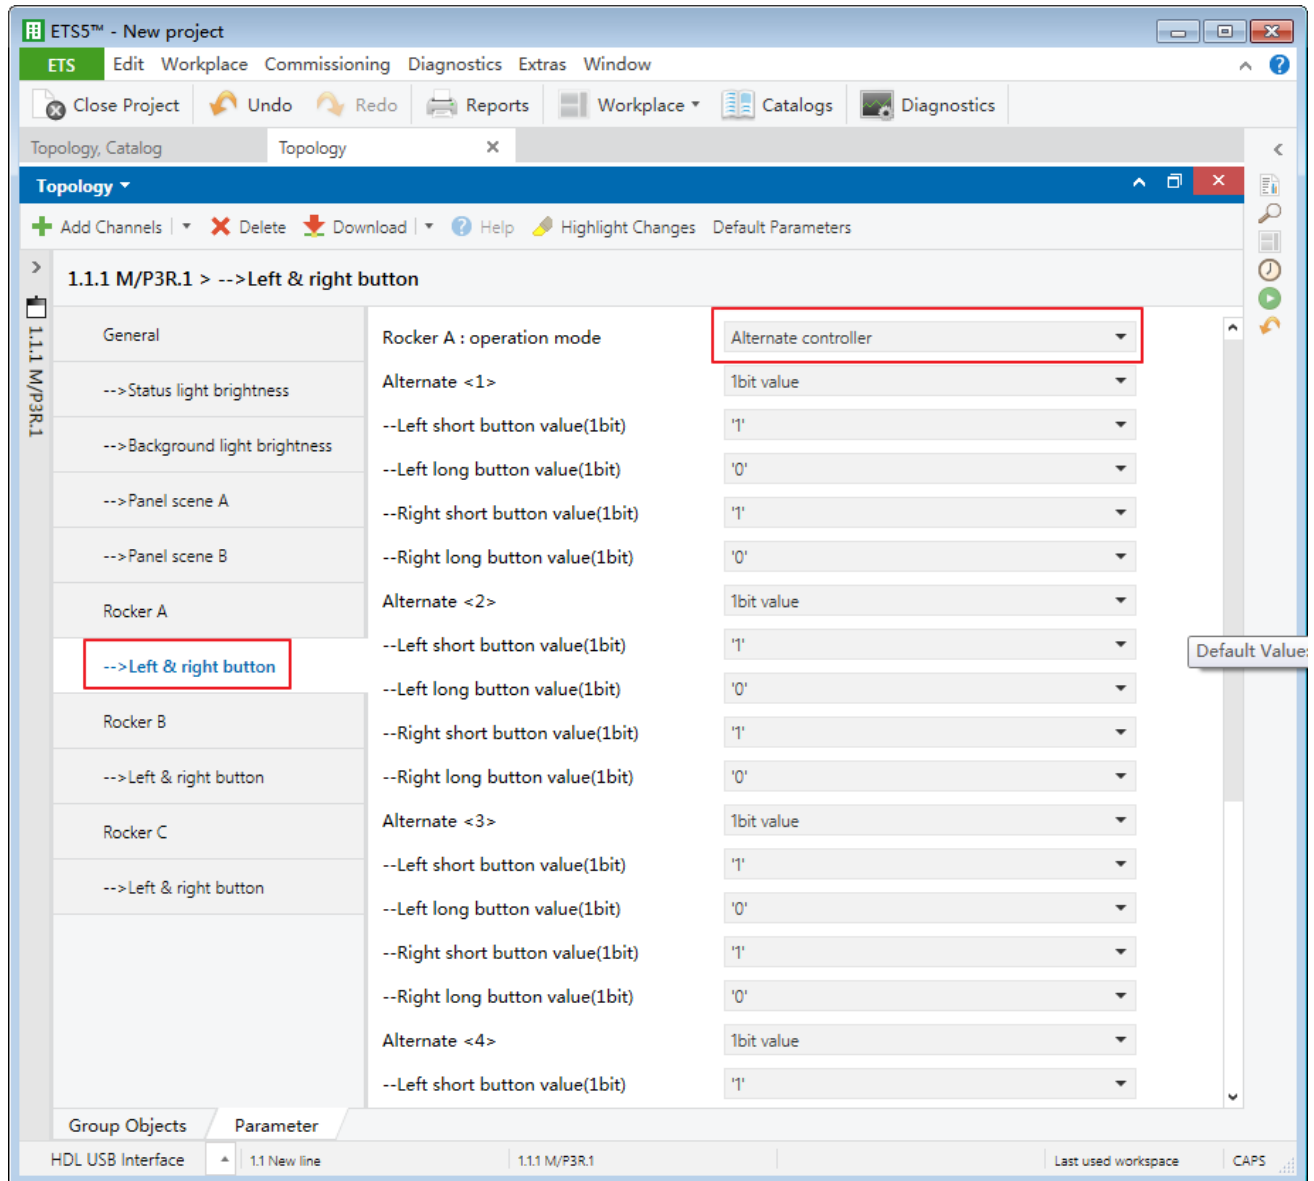 ETS5™ - New project
ETS Edit Workplace Commissioning Diagnostics Extras Window
Close Project Undo Redo Reports Workplace Catalogs Diagnostics
Topology, Catalog Topology
Topology
Add Channels Delete Download Help Highlight Changes Default Parameters
1.1.1 M/P3R.1 > -->Left & right button
1.1.1 M/P3R.1
General
-->Status light brightness
-->Background light brightness
-->Panel scene A
-->Panel scene B
Rocker A
-->Left & right button
Rocker B
-->Left & right button
Rocker C
-->Left & right button
Rocker A : operation mode Alternate controller
Alternate <1> 1bit value
--Left short button value(1bit) '1'
--Left long button value(1bit) '0'
--Right short button value(1bit) '1'
--Right long button value(1bit) '0'
Alternate <2> 1bit value
--Left short button value(1bit) '1'
--Left long button value(1bit) '0'
--Right short button value(1bit) '1'
--Right long button value(1bit) '0'
Alternate <3> 1bit value
--Left short button value(1bit) '1'
--Left long button value(1bit) '0'
--Right short button value(1bit) '1'
--Right long button value(1bit) '0'
Alternate <4> 1bit value
--Left short button value(1bit) '1'
Default Value:
Group Objects Parameter
HDL USB Interface 1.1 New line 1.1.1 M/P3R.1 Last used workspace CAPS